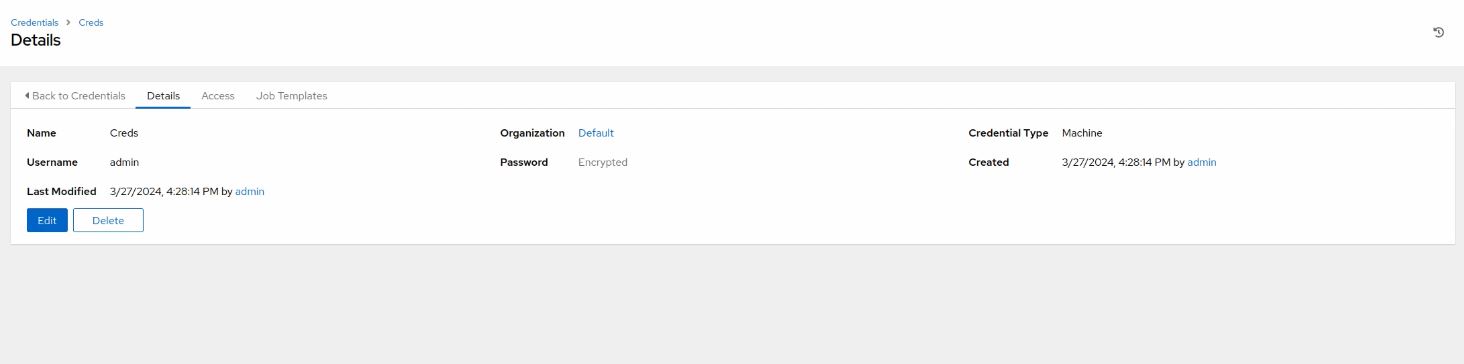 Credentials > Creds
Details
Back to Credentials Details Access Job Templates
Name Creds Organization Default Credential Type Machine
Username admin Password Encrypted Created 3/27/2024, 4:28:14 PM by admin
Last Modified 3/27/2024, 4:28:14 PM by admin
Edit Delete